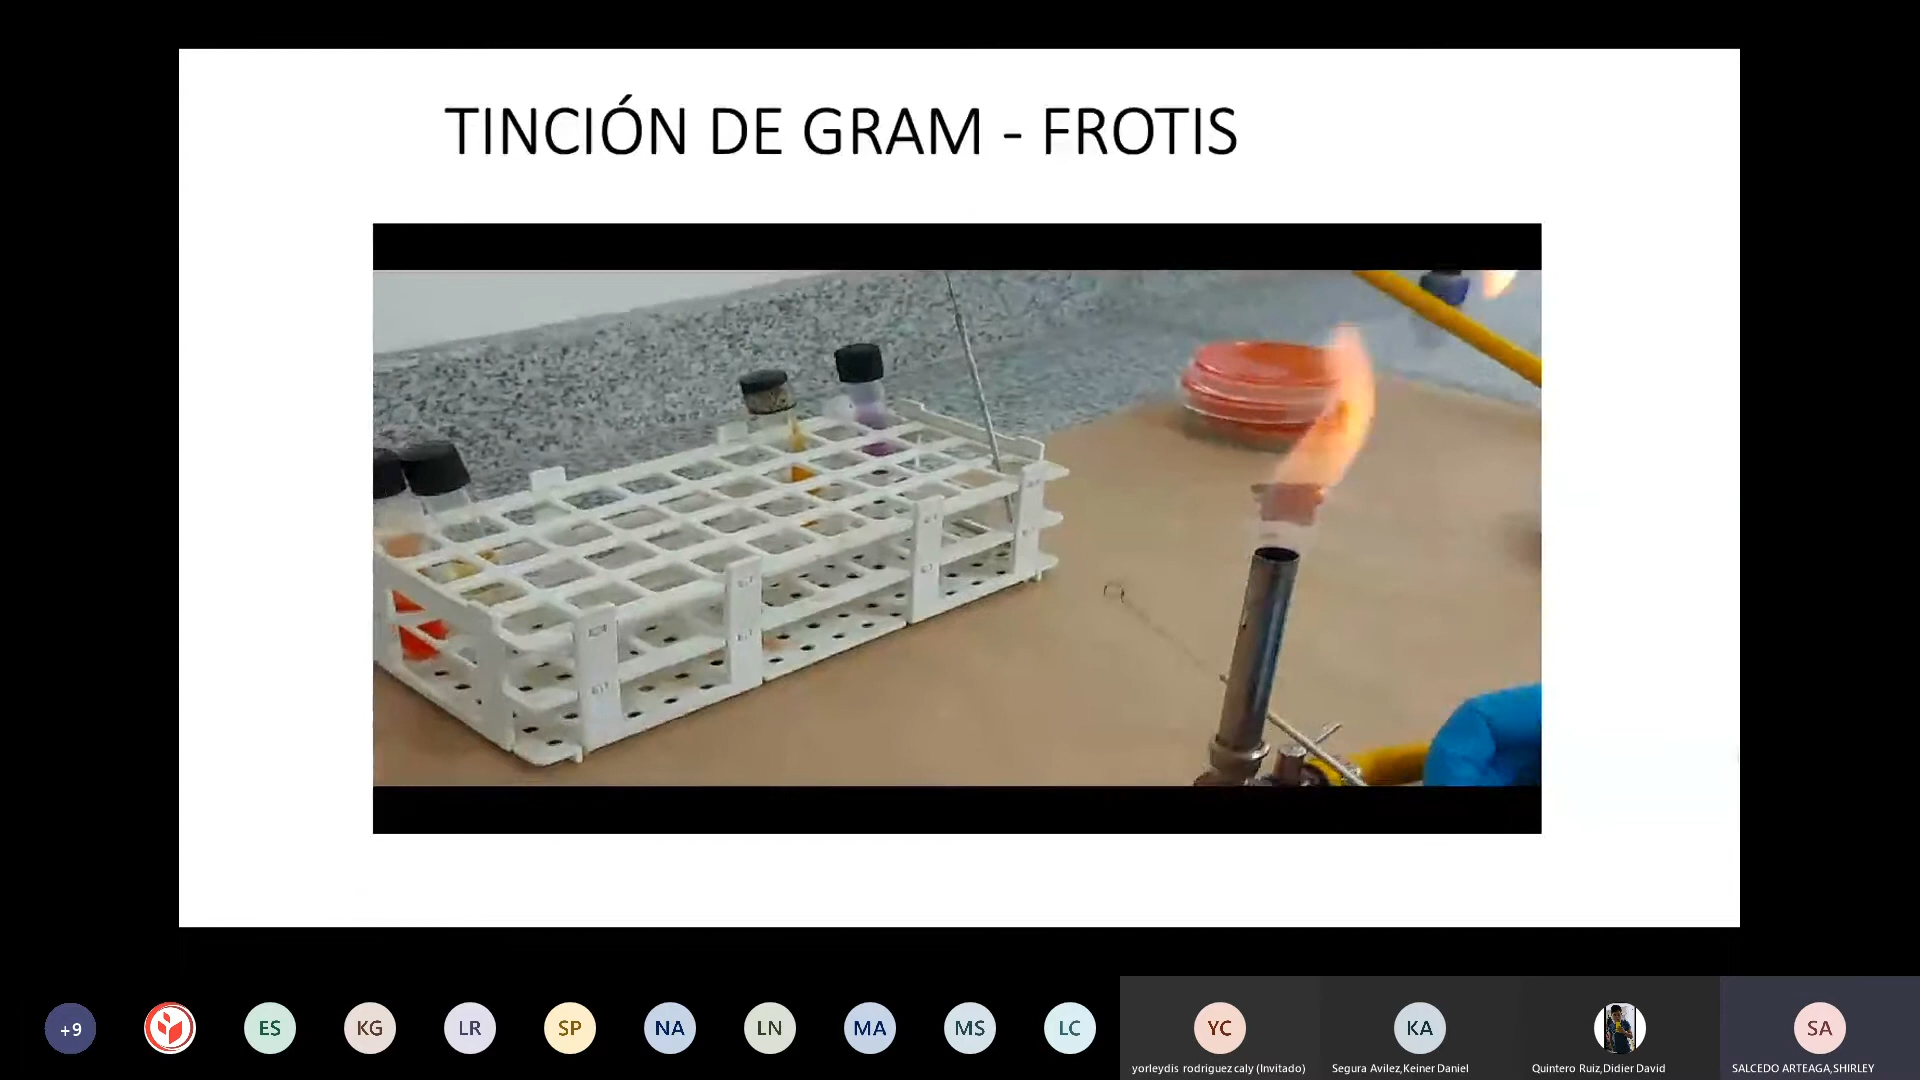 TINCIÓN DE GRAM - FROTIS
+9
ES
KG
LR
SP
NA
LN
MA
MS
LC
YC
KA
SA
yorleydis rodriguez caly (Invitado)
Segura Avilez,Keiner Daniel
Quintero Ruiz,Didier David
SALCEDO ARTEAGA,SHIRLEY